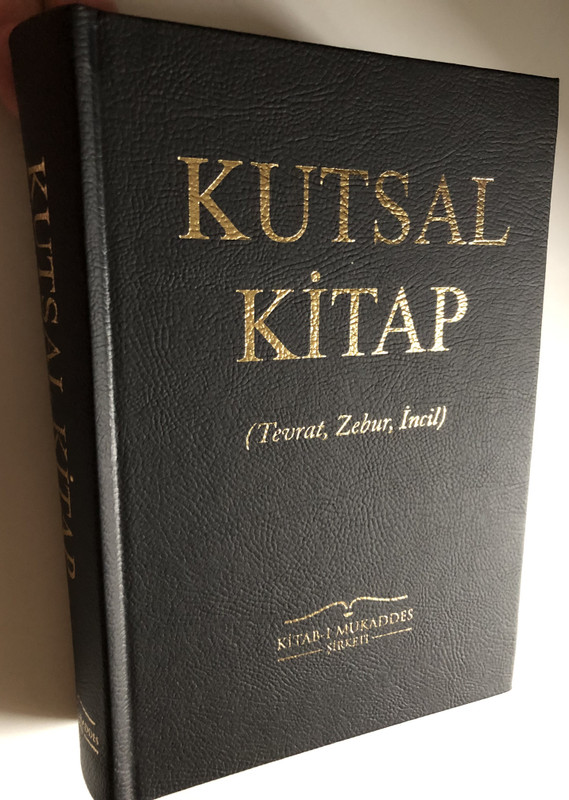 KUTSAL
KİTAP
(Tevrat, Zebur, İncil)
KİTAB-I MUKADDES
ŞİRKETİ
KUTSAL KİTAP